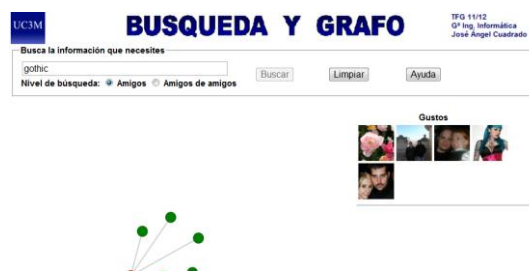 UC3M
BUSQUEDA Y GRAFO
TFG 11/12
Gº Ing. Informática
José Ángel Cuadrado
Busca la información que necesites
gothic
Buscar
Limpiar
Ayuda
Nivel de búsqueda: Amigos Amigos de amigos
Gustos